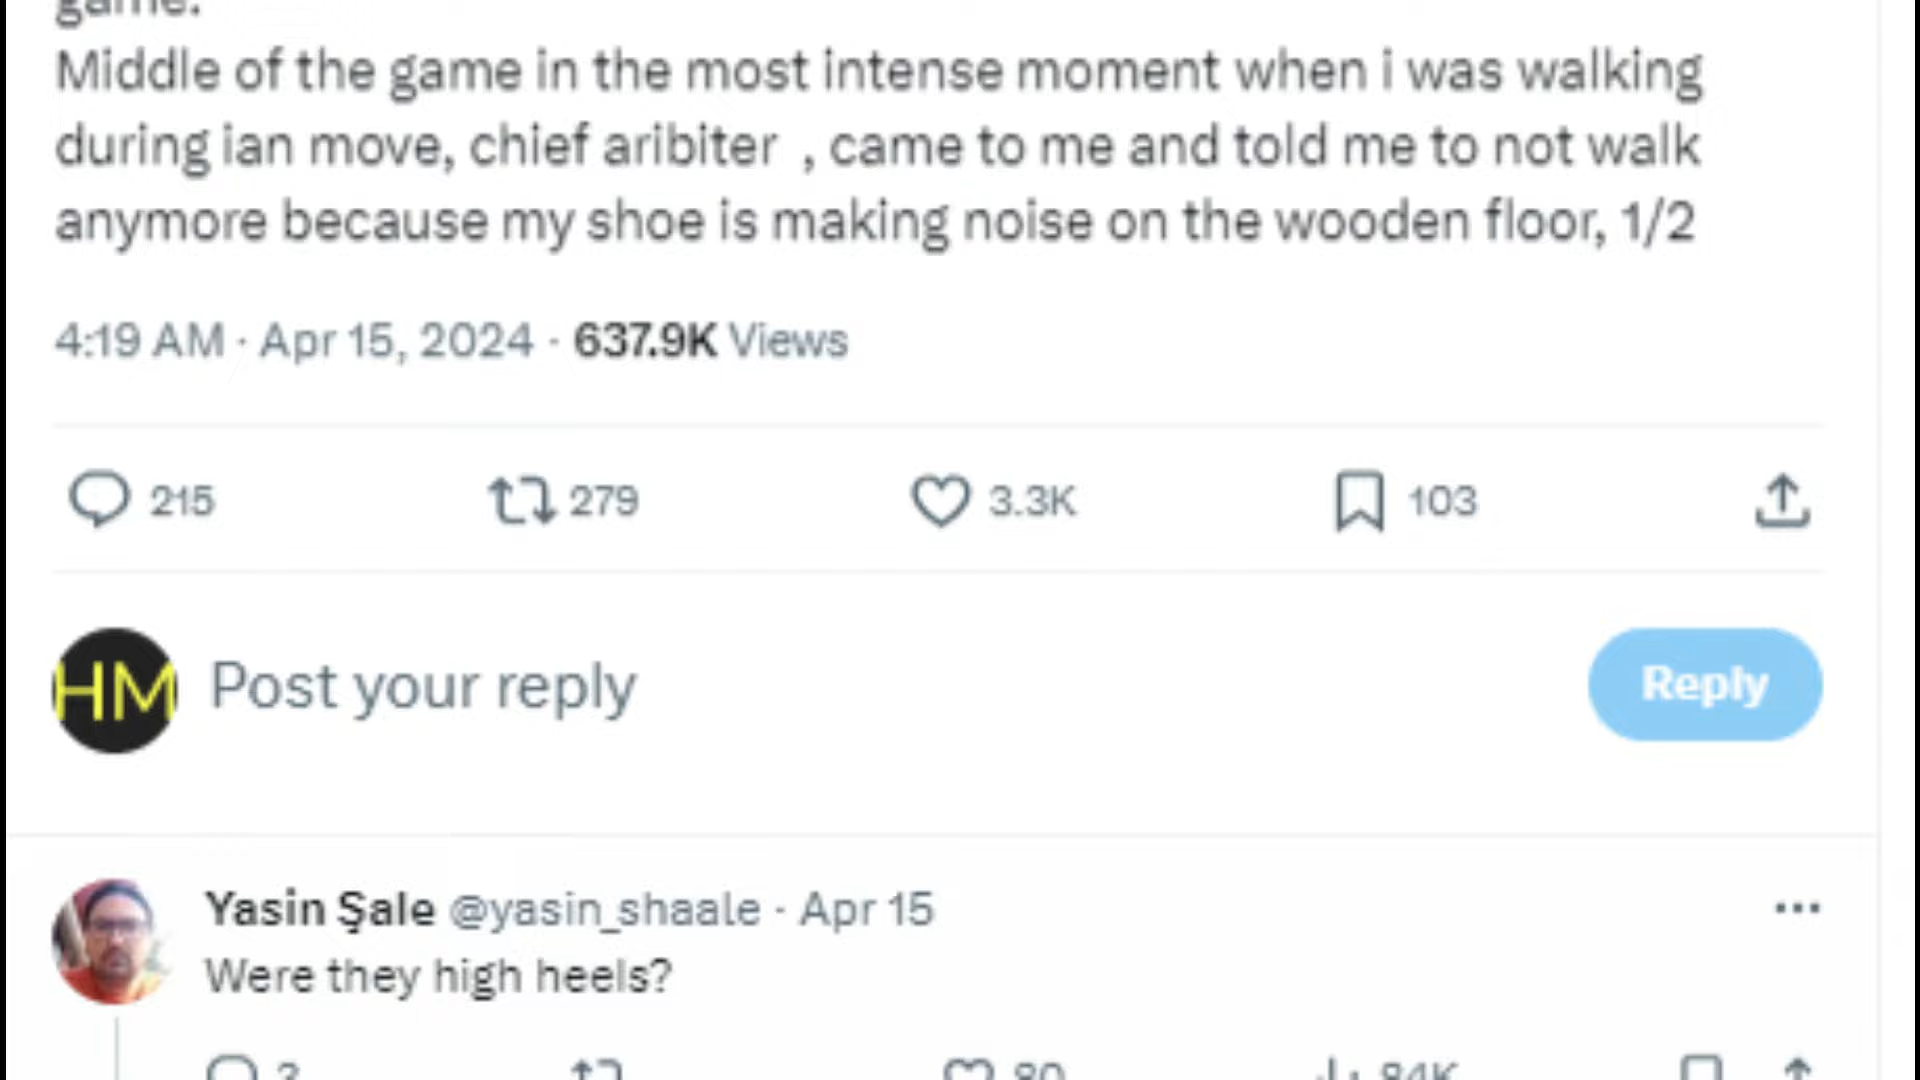 game.
Middle of the game in the most intense moment when i was walking
during ian move, chief aribiter , came to me and told me to not walk
anymore because my shoe is making noise on the wooden floor, 1/2
4:19 AM · Apr 15, 2024 · 637.9K Views
215 279 3.3K 103
HM Post your reply Reply
Yasin Şale @yasin_shaale · Apr 15
Were they high heels?
80 84K